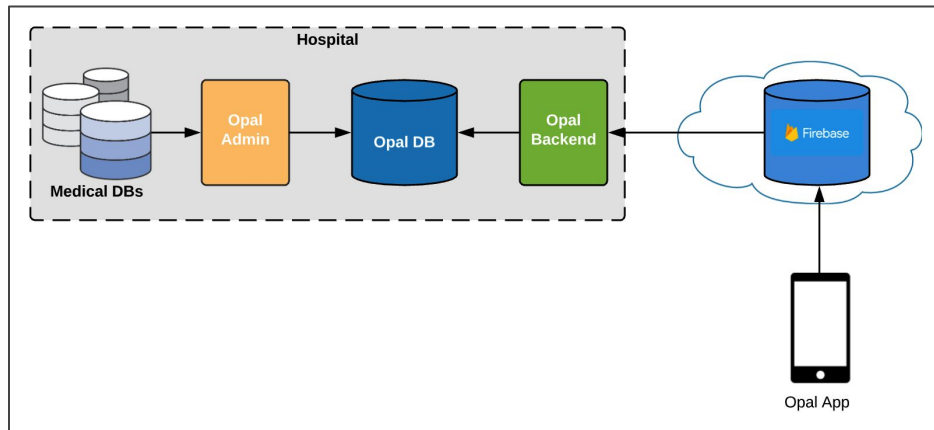 Hospital
Medical DBs
Opal
Admin
Opal DB
Opal
Backend
Firebase
Opal App